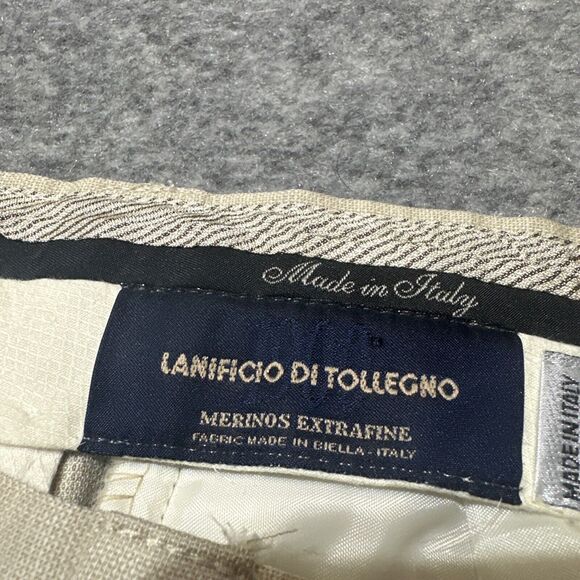 Made in Italy
LANIFICIO DI TOLLEGNO
MERINOS EXTRAFINE
FABRIC MADE IN BIELLA - ITALY
MADE IN ITALY